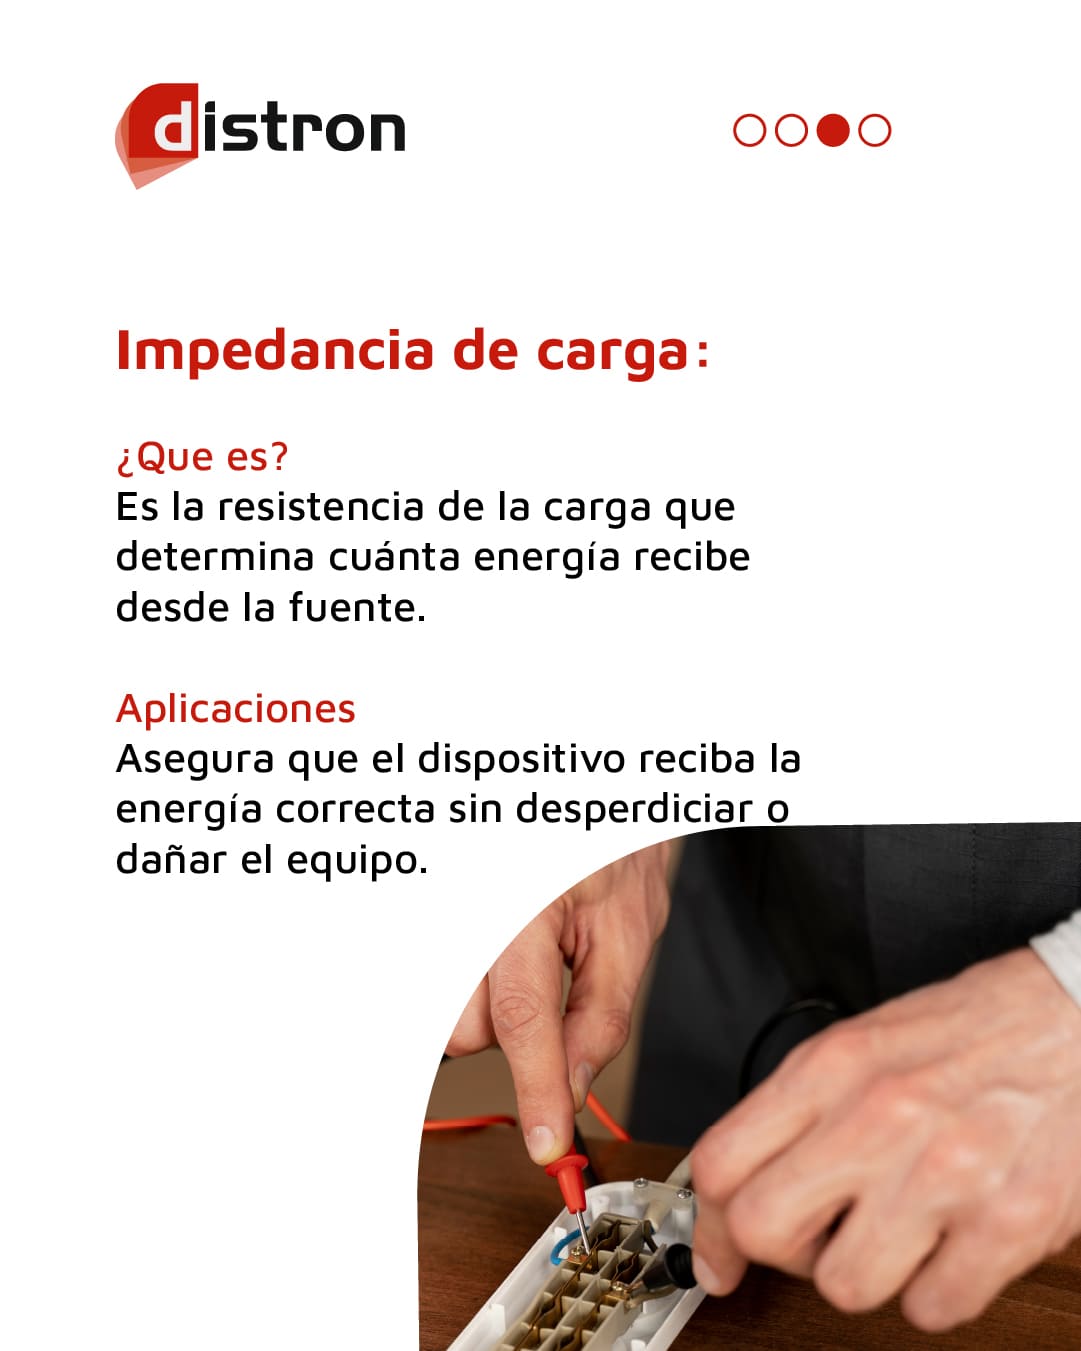 distron
Impedancia de carga:
¿Que es?
Es la resistencia de la carga que
determina cuánta energía recibe
desde la fuente.
Aplicaciones
Asegura que el dispositivo reciba la
energía correcta sin desperdiciar o
dañar el equipo.